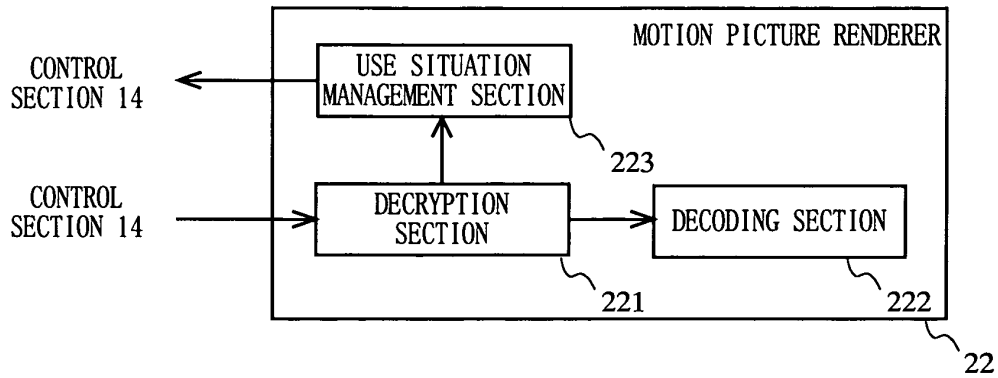 MOTION PICTURE RENDERER
CONTROL
SECTION 14
USE SITUATION
MANAGEMENT SECTION
223
CONTROL
SECTION 14
DECRYPTION
SECTION
221
DECODING SECTION
222
22